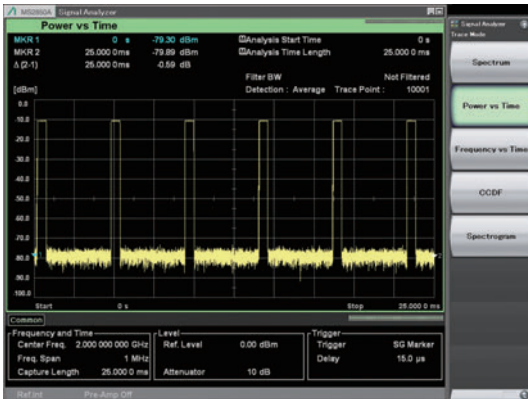 MS2850A Signal Analyzer
Power vs Time
MKR 1 0 s -79.30 dBm
MKR 2 25.000 0ms -79.89 dBm
Δ (2-1) 25.000 0ms -0.59 dB
Analysis Start Time 0 s
Analysis Time Length 25.000 0 ms
Filter BW Not Filtered
Detection : Average Trace Point : 10001
[dBm]
0.0
-10.0
-20.0
-30.0
-40.0
-50.0
-60.0
-70.0
-80.0
-90.0
-100.0
1
2
Start 0 s Stop 25.000 0 ms
Common
Frequency and Time
Center Freq. 2.000 000 000 GHz
Freq. Span 1 MHz
Capture Length 25.000 0 ms
Level
Ref. Level 0.00 dBm
Attenuator 10 dB
Trigger
Trigger SG Marker
Delay 15.0 µs
Ref.Int Pre-Amp Off
Signal Analyzer
Trace Mode
Spectrum
Power vs Time
Frequency vs Time
CCDF
Spectrogram